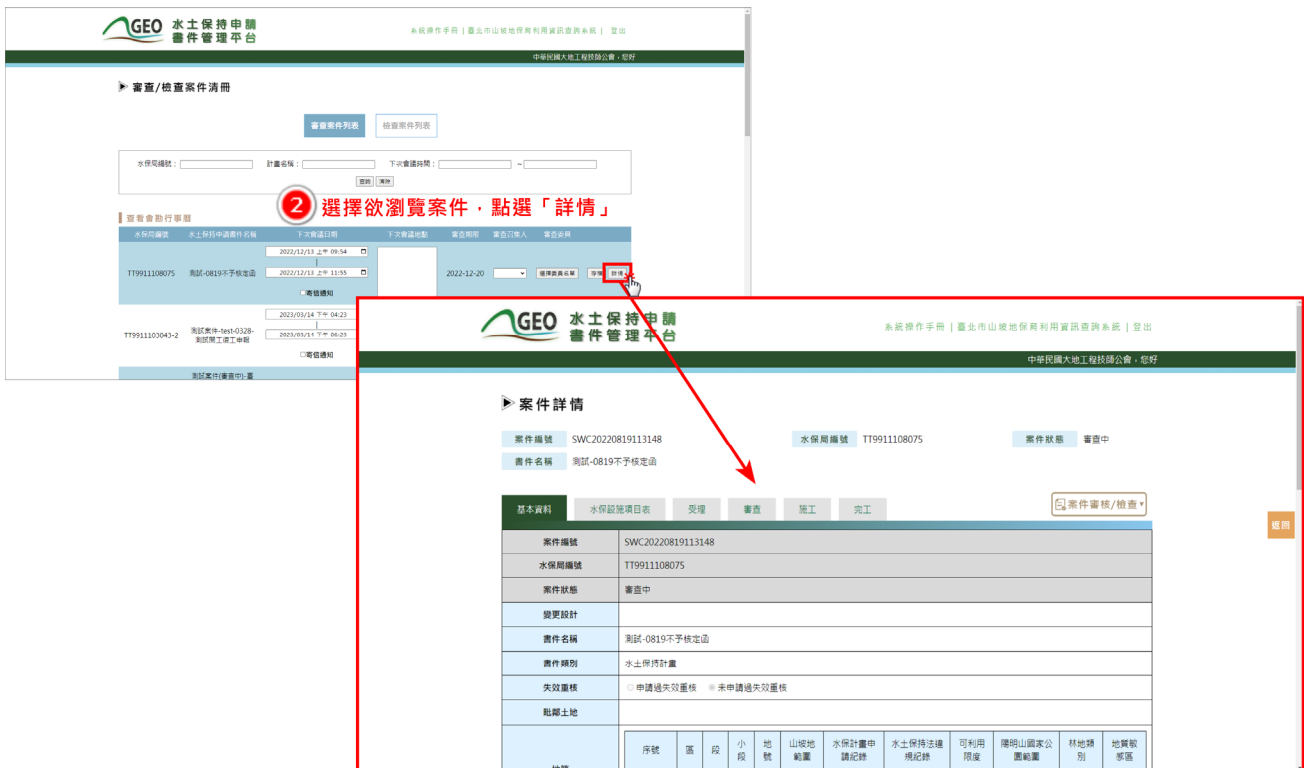 GEO 水土保持申請
書件管理平台
系統操作手冊 | 臺北市山坡地保育利用資訊查詢系統 | 登出
中華民國大地工程技師公會，您好
審查/檢查案件清冊
審查案件列表 檢查案件列表
水保局編號： 計畫名稱： 下次會議時間： ~
查詢 清除
2 選擇欲瀏覽案件，點選「詳情」
查看會勘行事曆
水保局編號 水土保持申請書件名稱 下次會議日期 下次會議地點 審查期限 審查召集人 審查委員
2022/12/13 上午 09:54
|
TT9911108075 測試-0819不予核定函 2022/12/13 上午 11:55 2022-12-20 選擇委員名單 存檔 詳情
寄信通知
2023/03/14 下午 04:23
|
TT9911103043-2 測試案件-test-0328-
測試開工退工申報 2023/03/14 下午 06:23
寄信通知
測試案件(審查中)-臺
GEO 水土保持申請
書件管理平台
系統操作手冊 | 臺北市山坡地保育利用資訊查詢系統 | 登出
中華民國大地工程技師公會，您好
案件詳情
案件編號 SWC20220819113148 水保局編號 TT9911108075 案件狀態 審查中
書件名稱 測試-0819不予核定函
基本資料 水保設施項目表 受理 審查 施工 完工 案件審核/檢查▼
返回
案件編號 SWC20220819113148
水保局編號 TT9911108075
案件狀態 審查中
變更設計
書件名稱 測試-0819不予核定函
書件類別 水土保持計畫
失效重核 申請過失效重核 未申請過失效重核
毗鄰土地
序號 區 段 小段 地號 山坡地範圍 水保計畫申請紀錄 水土保持法違規紀錄 可利用限度 陽明山國家公園範圍 林地類別 地質敏感區